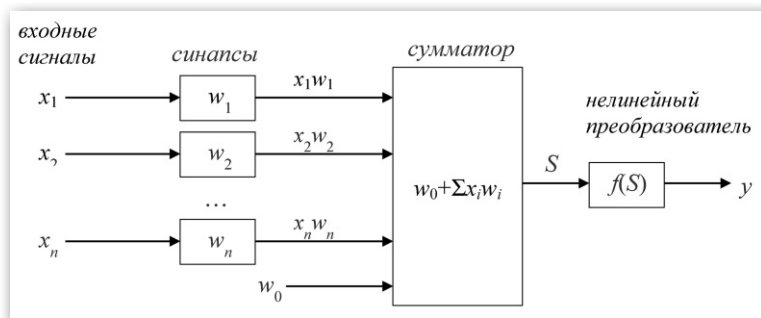 входные сигналы
синапсы
сумматор
нелинейный преобразователь
x₁
w₁
x₁w₁
x₂
w₂
x₂w₂
…
xₙ
wₙ
xₙwₙ
w₀
w₀+Σxᵢwᵢ
S
f(S)
y